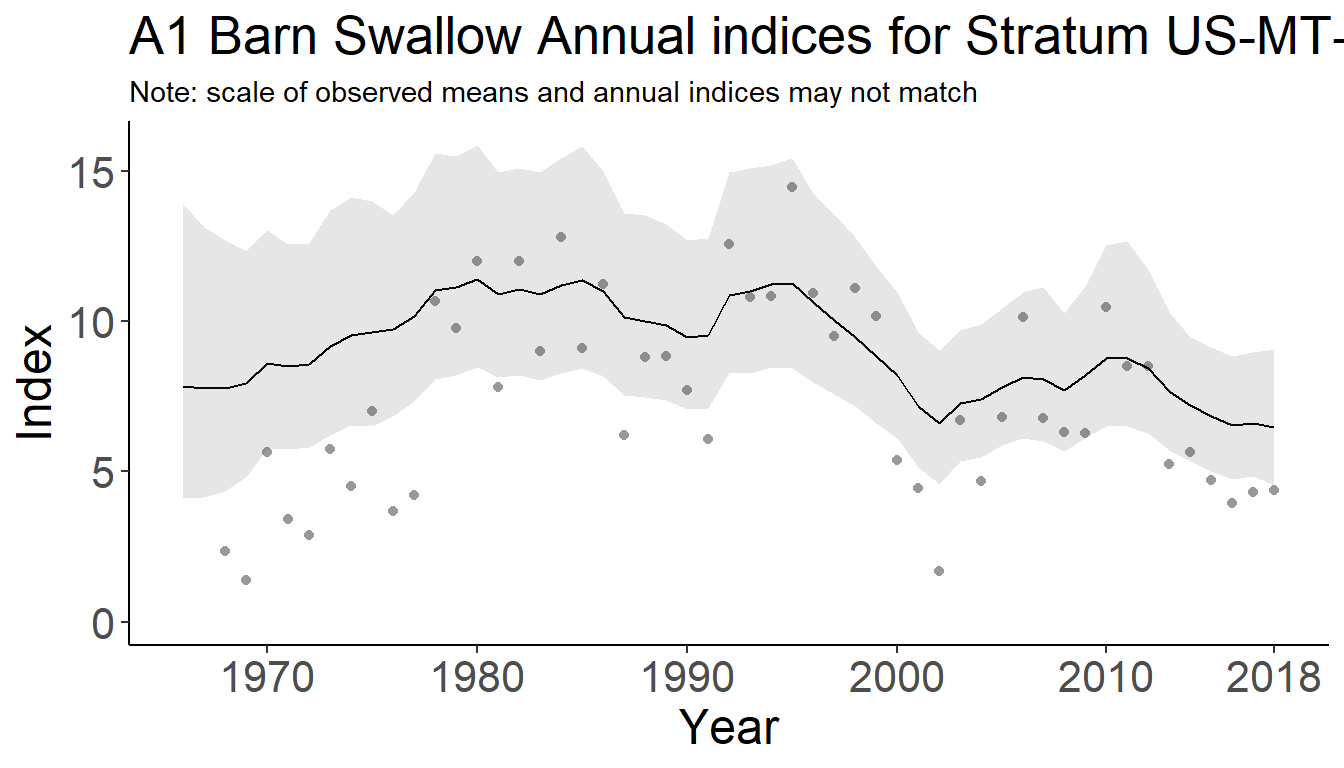 A1 Barn Swallow Annual indices for Stratum US-MT-
Note: scale of observed means and annual indices may not match
15
10
5
0
Index
1970 1980 1990 2000 2010 2018
Year